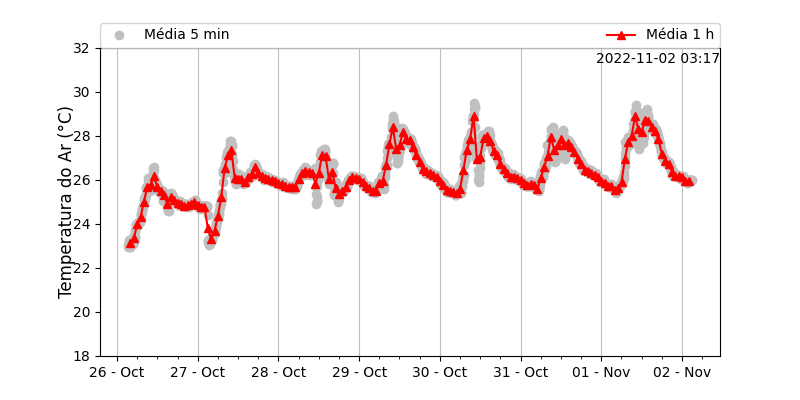 Média 5 min
Média 1 h
2022-11-02 03:17
Temperatura do Ar (°C)
32
30
28
26
24
22
20
18
26 - Oct
27 - Oct
28 - Oct
29 - Oct
30 - Oct
31 - Oct
01 - Nov
02 - Nov